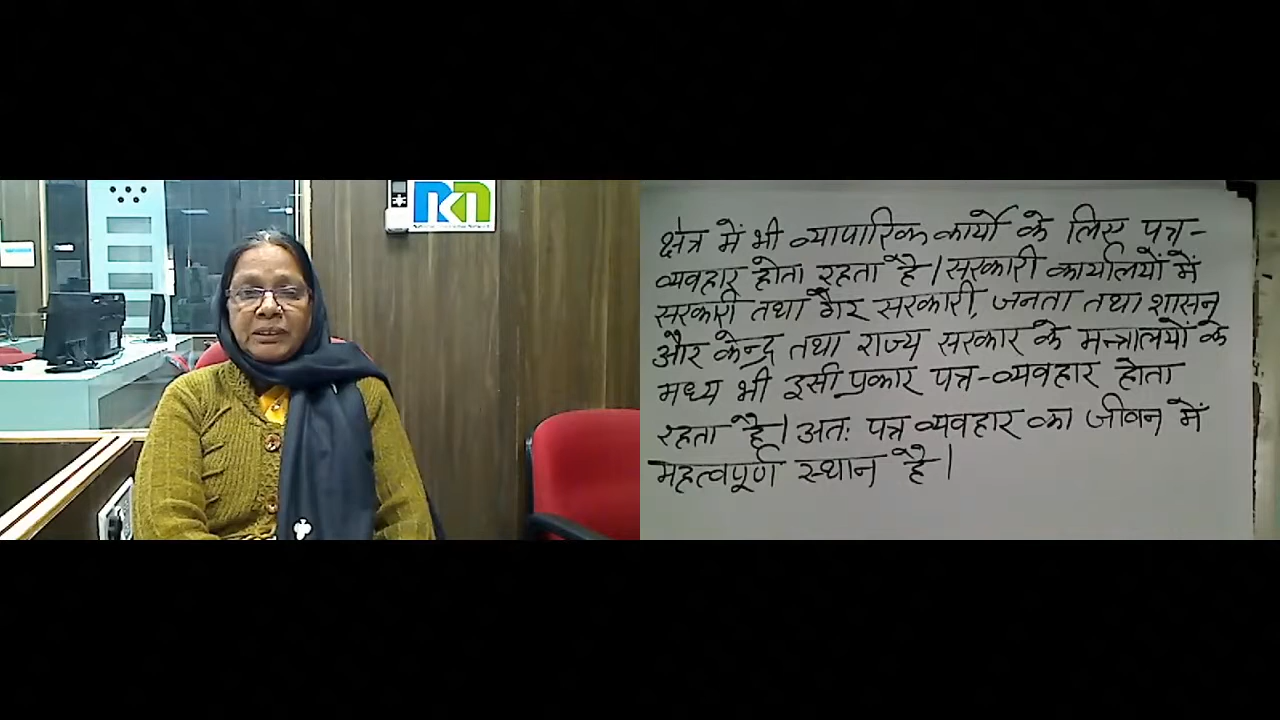 NKN
क्षेत्र में भी व्यापारिक कार्यो के लिए पत्र-
व्यवहार होता रहता है। सरकारी कार्यालयों में
सरकारी तथा गैर सरकारी, जनता तथा शासन
और केन्द्र तथा राज्य सरकार के मन्त्रालयों के
मध्य भी इसी प्रकार पत्र-व्यवहार होता
रहता है। अतः पत्र व्यवहार का जीवन में
महत्वपूर्ण स्थान है।